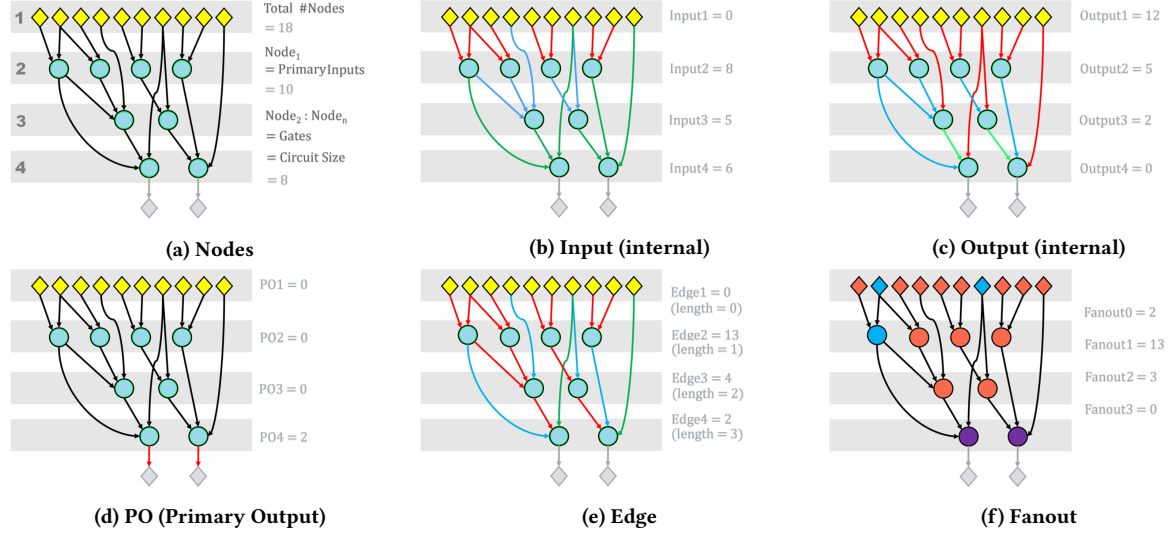 1
2
3
4
Total #Nodes
= 18
Node₁
= PrimaryInputs
= 10
Node₂ : Nodeₙ
= Gates
= Circuit Size
= 8
(a) Nodes
Input1 = 0
Input2 = 8
Input3 = 5
Input4 = 6
(b) Input (internal)
Output1 = 12
Output2 = 5
Output3 = 2
Output4 = 0
(c) Output (internal)
PO1 = 0
PO2 = 0
PO3 = 0
PO4 = 2
(d) PO (Primary Output)
Edge1 = 0
(length = 0)
Edge2 = 13
(length = 1)
Edge3 = 4
(length = 2)
Edge4 = 2
(length = 3)
(e) Edge
Fanout0 = 2
Fanout1 = 13
Fanout2 = 3
Fanout3 = 0
(f) Fanout